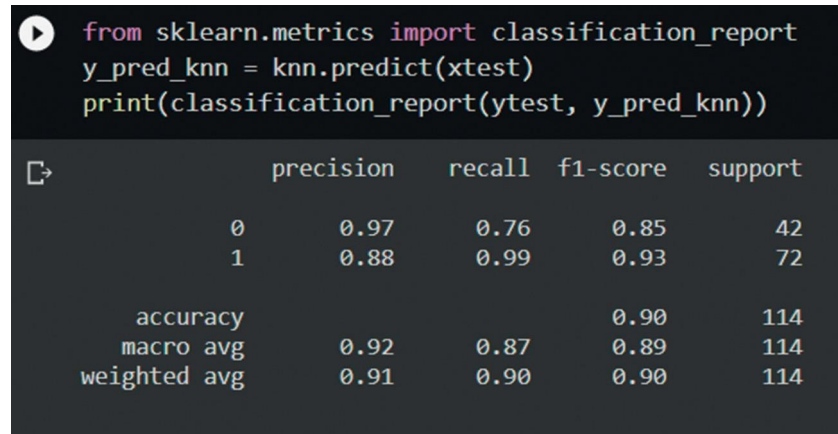 from sklearn.metrics import classification_report
y_pred_knn = knn.predict(xtest)
print(classification_report(ytest, y_pred_knn))
precision recall f1-score support
0 0.97 0.76 0.85 42
1 0.88 0.99 0.93 72
accuracy 0.90 114
macro avg 0.92 0.87 0.89 114
weighted avg 0.91 0.90 0.90 114